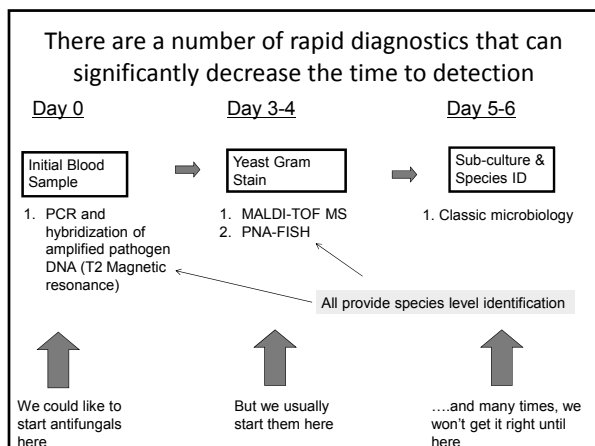 There are a number of rapid diagnostics that can
significantly decrease the time to detection
Day 0
Day 3-4
Day 5-6
Initial Blood
Sample
Yeast Gram
Stain
Sub-culture &
Species ID
1. PCR and
hybridization of
amplified pathogen
DNA (T2 Magnetic
resonance)
1. MALDI-TOF MS
2. PNA-FISH
1. Classic microbiology
All provide species level identification
We could like to
start antifungals
here
But we usually
start them here
....and many times, we
won't get it right until
here